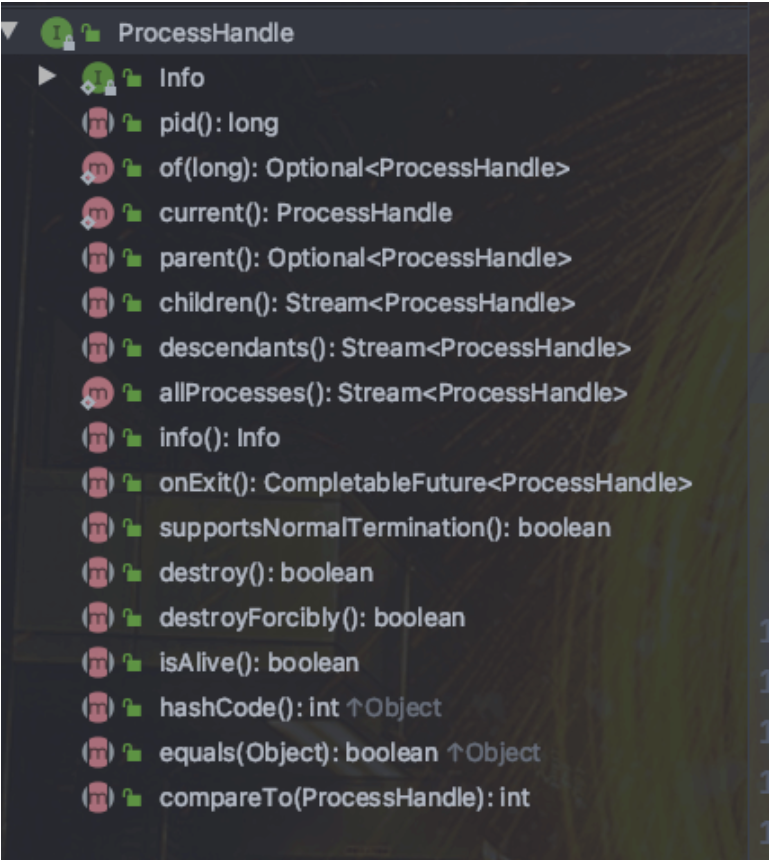 ProcessHandle
Info
pid(): long
of(long): Optional<ProcessHandle>
current(): ProcessHandle
parent(): Optional<ProcessHandle>
children(): Stream<ProcessHandle>
descendants(): Stream<ProcessHandle>
allProcesses(): Stream<ProcessHandle>
info(): Info
onExit(): CompletableFuture<ProcessHandle>
supportsNormalTermination(): boolean
destroy(): boolean
destroyForcibly(): boolean
isAlive(): boolean
hashCode(): int ↑Object
equals(Object): boolean ↑Object
compareTo(ProcessHandle): int